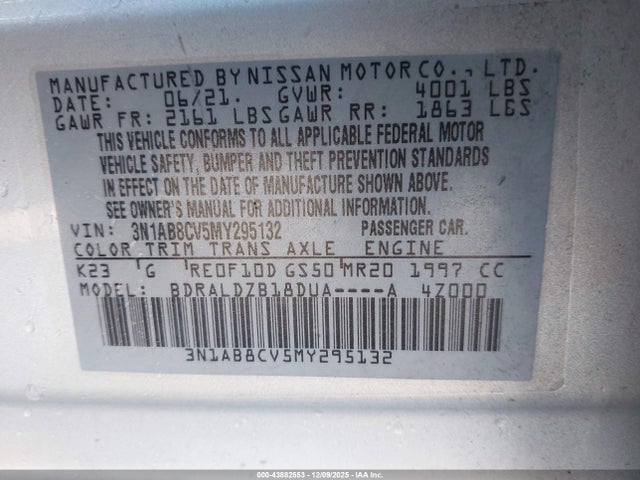 MANUFACTURED BY NISSAN MOTOR CO., LTD.
DATE: 06/21. GVWR: 4001 LBS
GAWR FR: 2161 LBS GAWR RR: 1863 LBS
THIS VEHICLE CONFORMS TO ALL APPLICABLE FEDERAL MOTOR
VEHICLE SAFETY, BUMPER AND THEFT PREVENTION STANDARDS
IN EFFECT ON THE DATE OF MANUFACTURE SHOWN ABOVE.
SEE OWNER'S MANUAL FOR ADDITIONAL INFORMATION.
VIN: 3N1AB8CV5MY295132 PASSENGER CAR.
COLOR TRIM TRANS AXLE ENGINE
K23 G RE0F10D GS50 MR20 1997 CC
MODEL: BDRALDZB18DUA----A 4Z000
3N1AB8CV5MY295132
000-43882553 | 12/09/2025 | IAAI.com